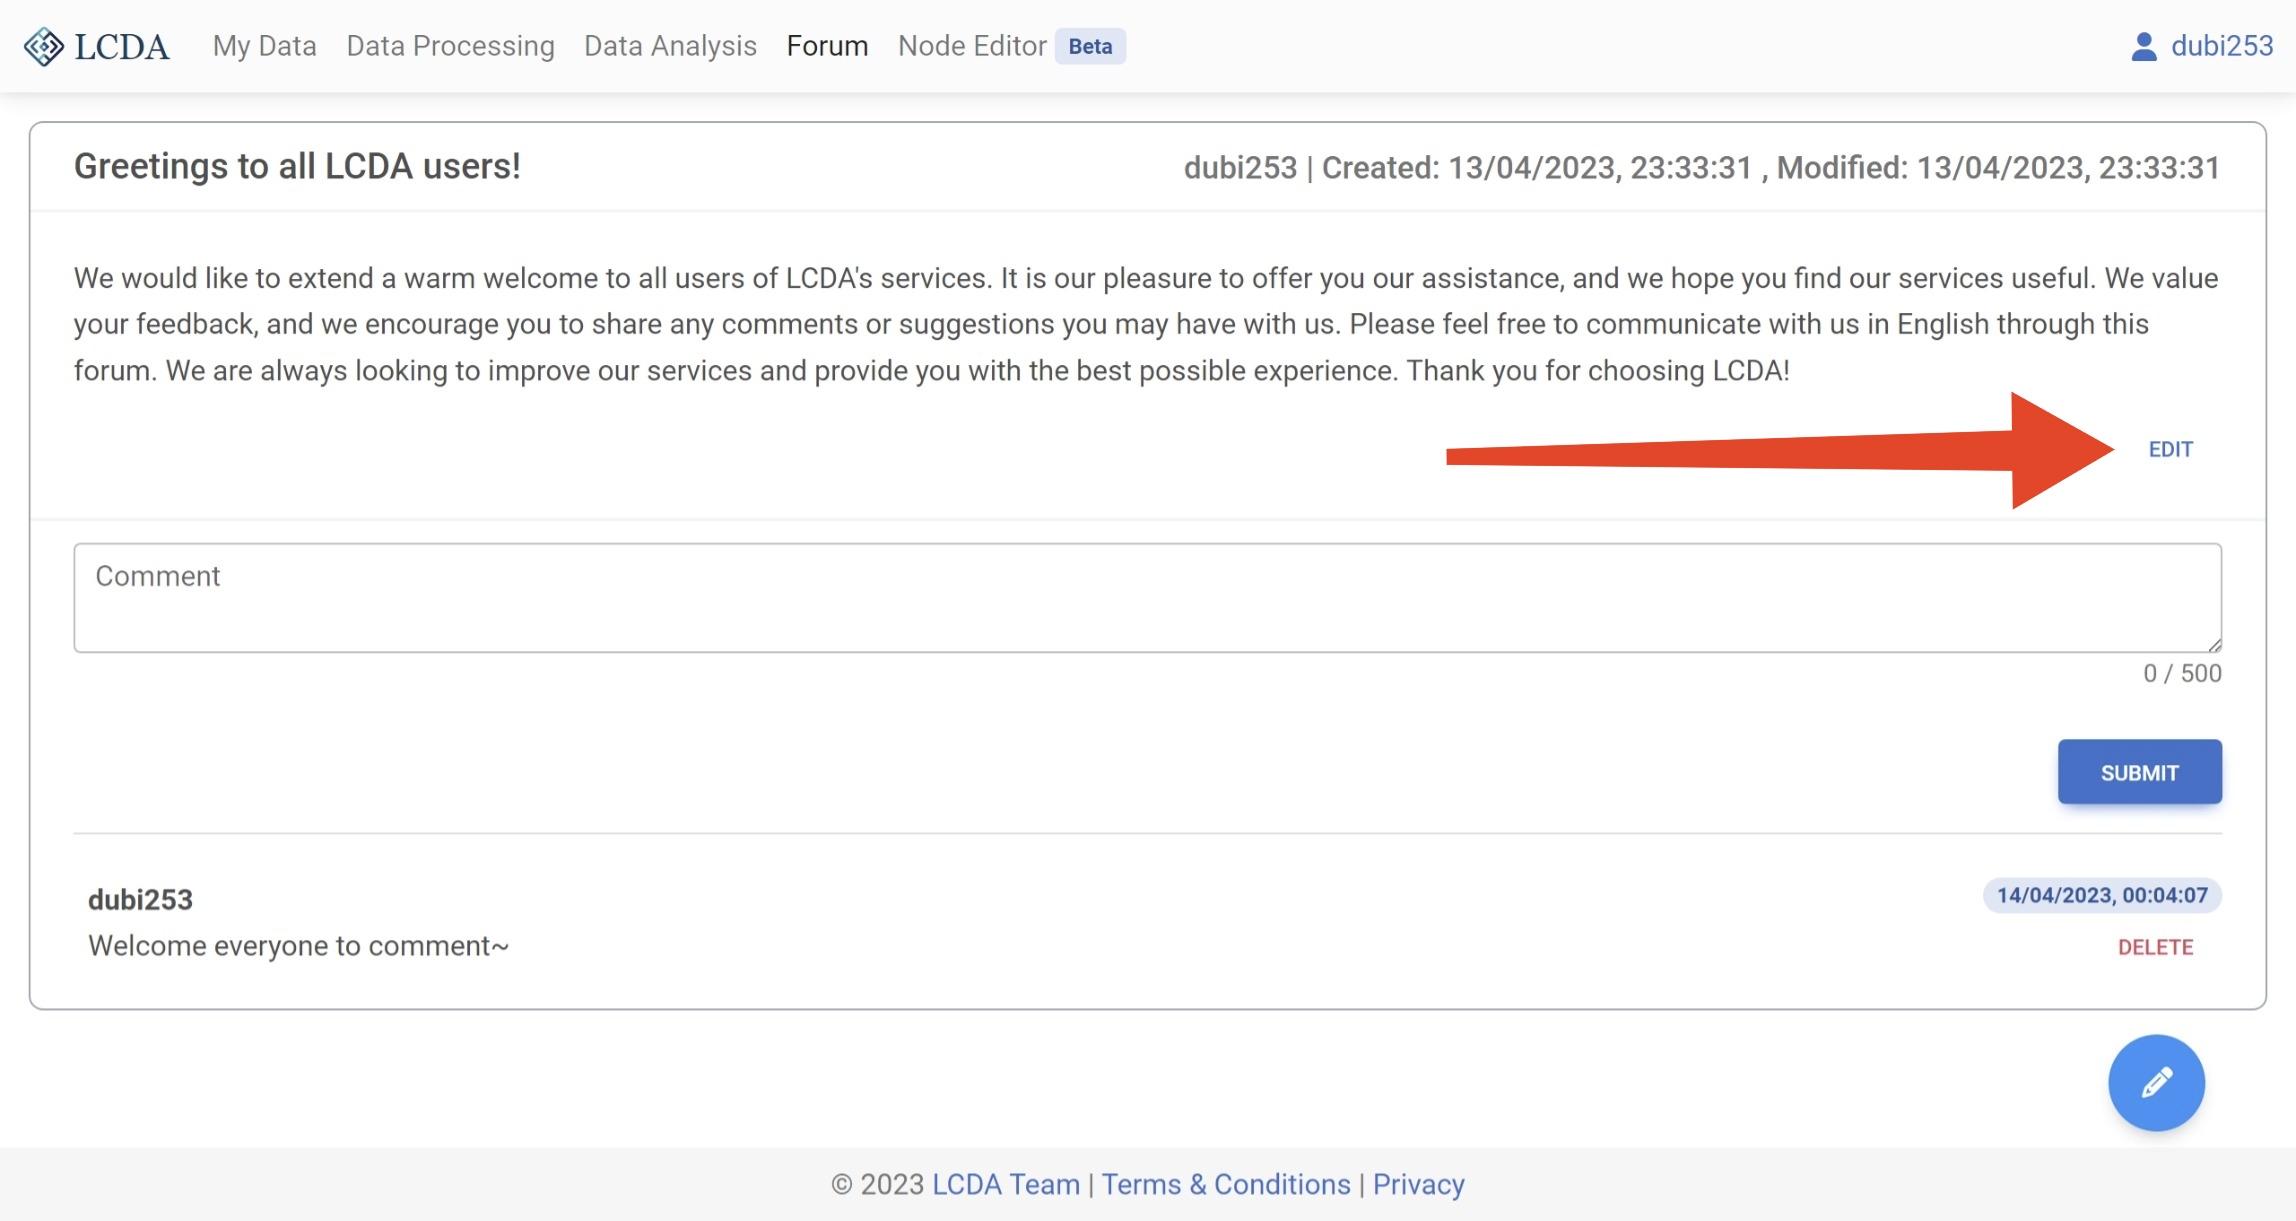 LCDA My Data Data Processing Data Analysis Forum Node Editor Beta dubi253
Greetings to all LCDA users! dubi253 | Created: 13/04/2023, 23:33:31 , Modified: 13/04/2023, 23:33:31
We would like to extend a warm welcome to all users of LCDA's services. It is our pleasure to offer you our assistance, and we hope you find our services useful. We value
your feedback, and we encourage you to share any comments or suggestions you may have with us. Please feel free to communicate with us in English through this
forum. We are always looking to improve our services and provide you with the best possible experience. Thank you for choosing LCDA!
EDIT
Comment
0 / 500
SUBMIT
dubi253 14/04/2023, 00:04:07
Welcome everyone to comment~ DELETE
© 2023 LCDA Team | Terms & Conditions | Privacy